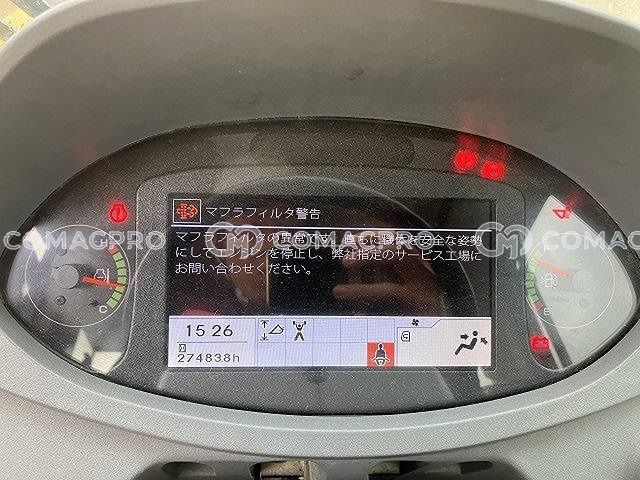 マフラフィルタ警告
マフラフィルタの異常です。直ちに機体を安全な姿勢
にしてエンジンを停止し、弊社指定のサービス工場に
お問い合わせください。
COMAGPRO COMAGPRO COMAGPRO
H
C
F
15:26
27483.8h